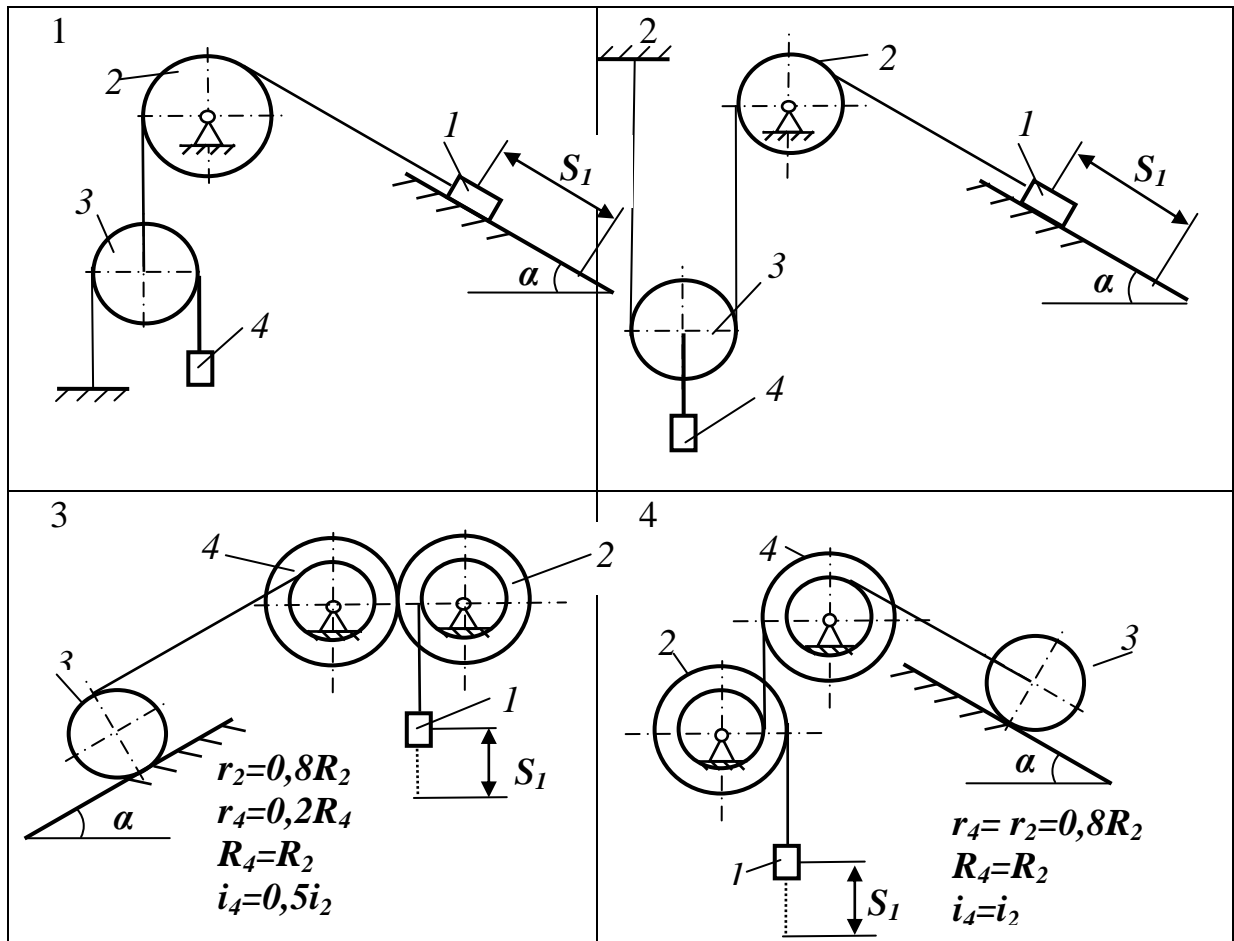 1
2
1
S₁
3
4
α
2
2
1
S₁
3
4
α
3
4
2
3
1
S₁
α
r₂=0,8R₂
r₄=0,2R₄
R₄=R₂
i₄=0,5i₂
4
4
2
3
1
S₁
α
r₄= r₂=0,8R₂
R₄=R₂
i₄=i₂